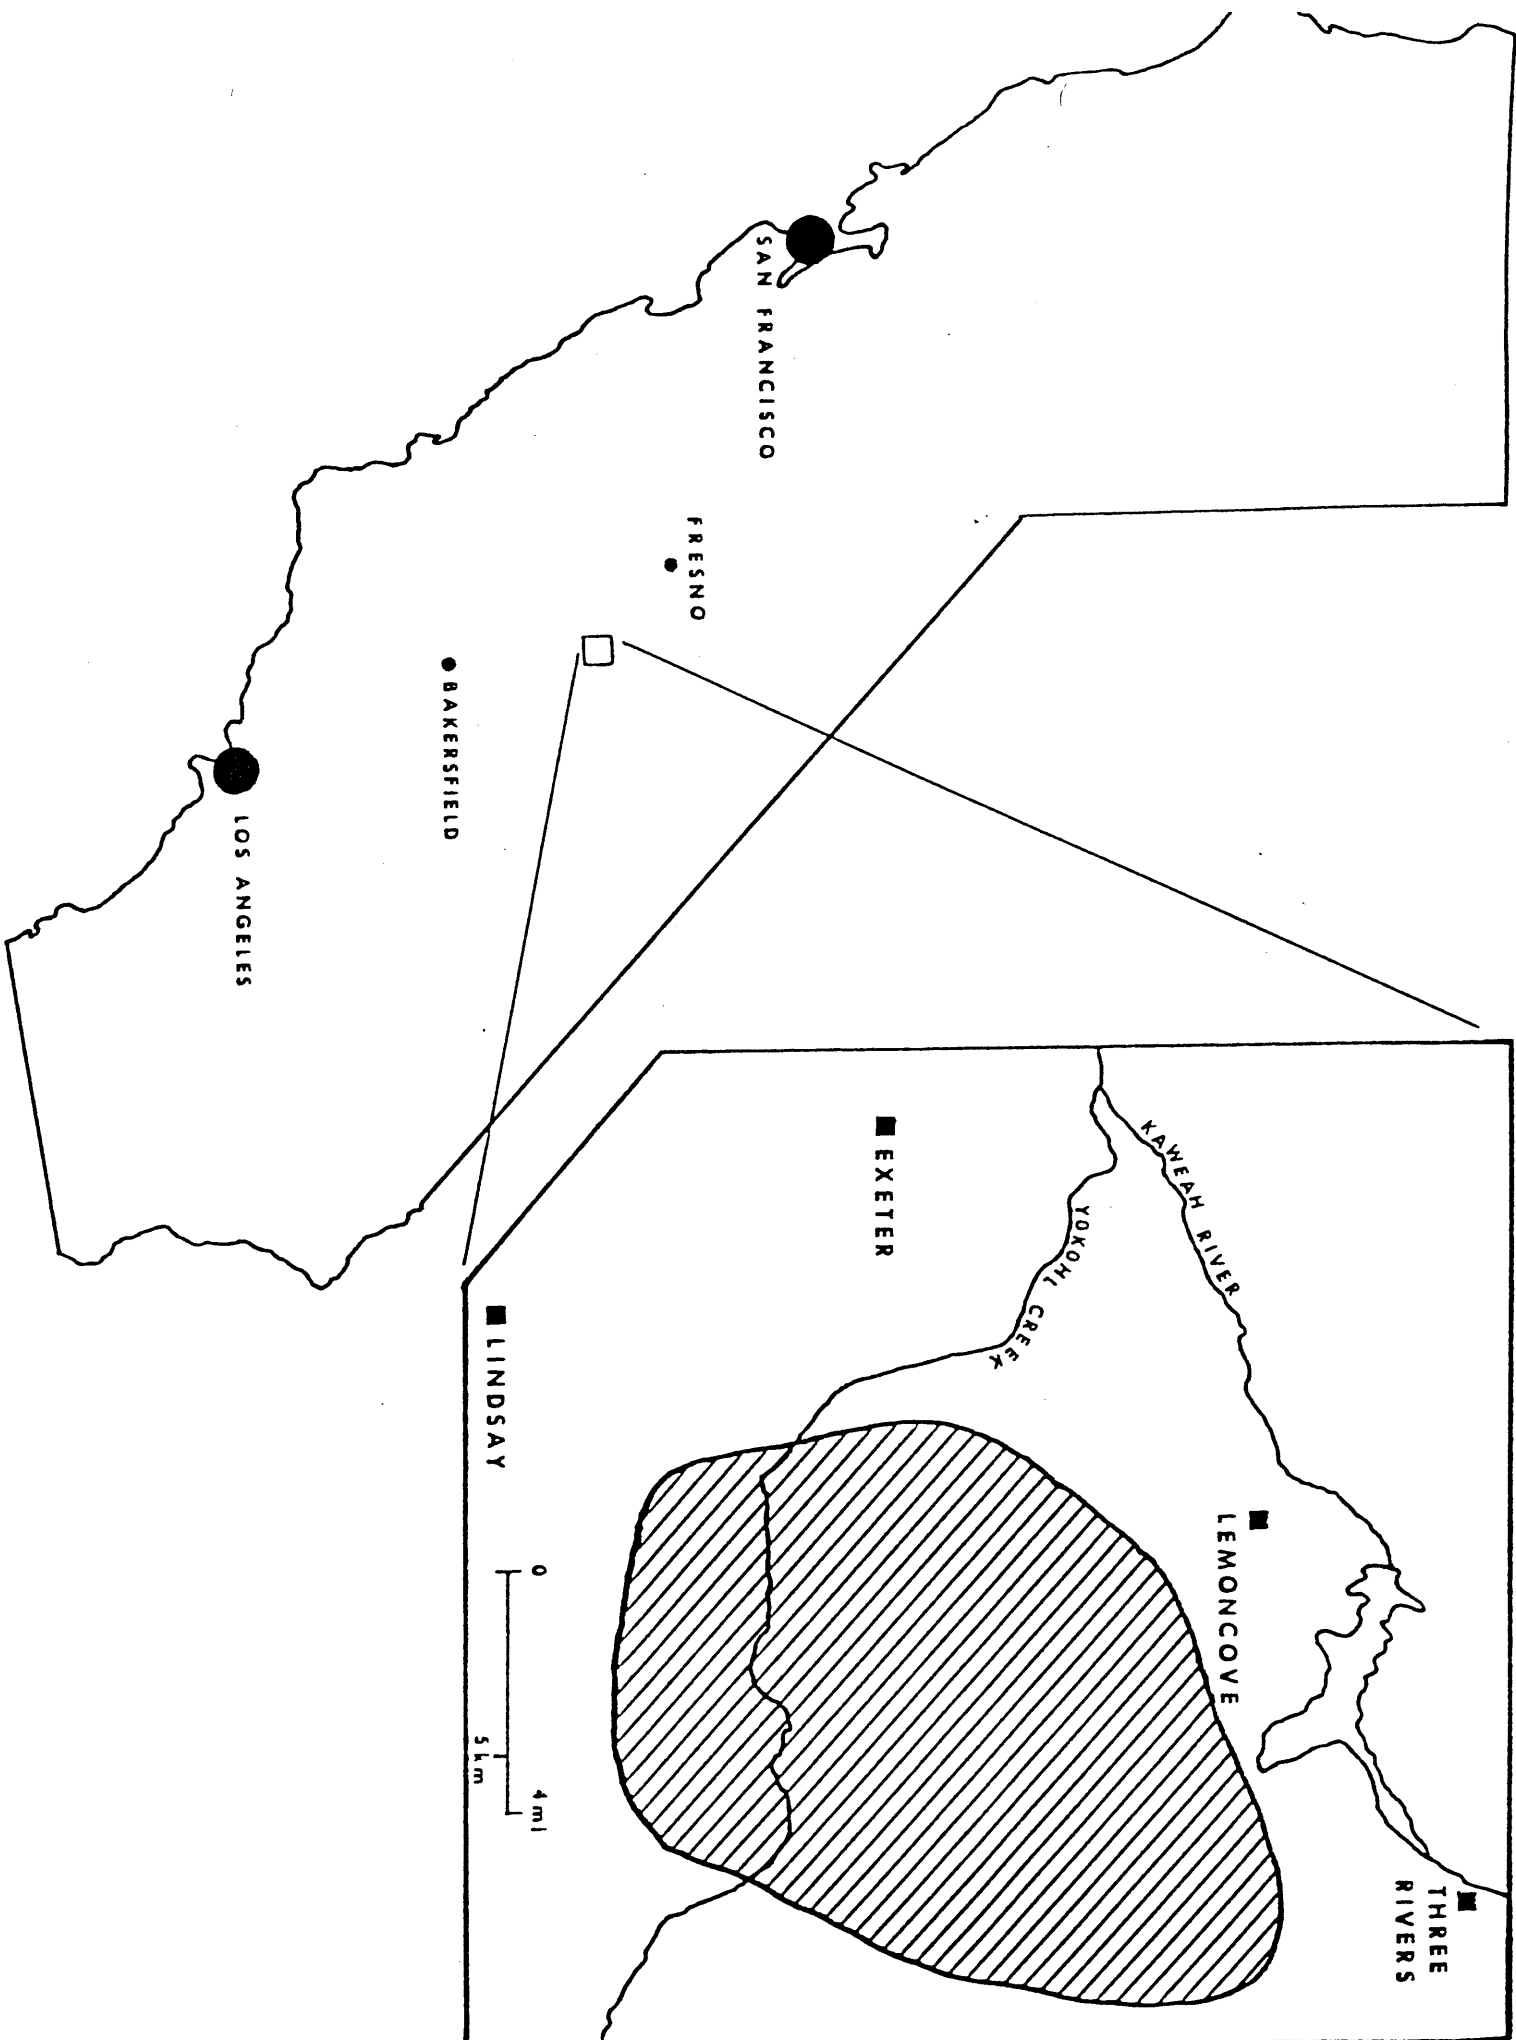 SAN FRANCISCO
FRESNO
BAKERSFIELD
LOS ANGELES
KAWEAH RIVER
YOKOHL CREEK
EXETER
LEMONCOVE
THREE
RIVERS
LINDSAY
0
4 mi
5 km